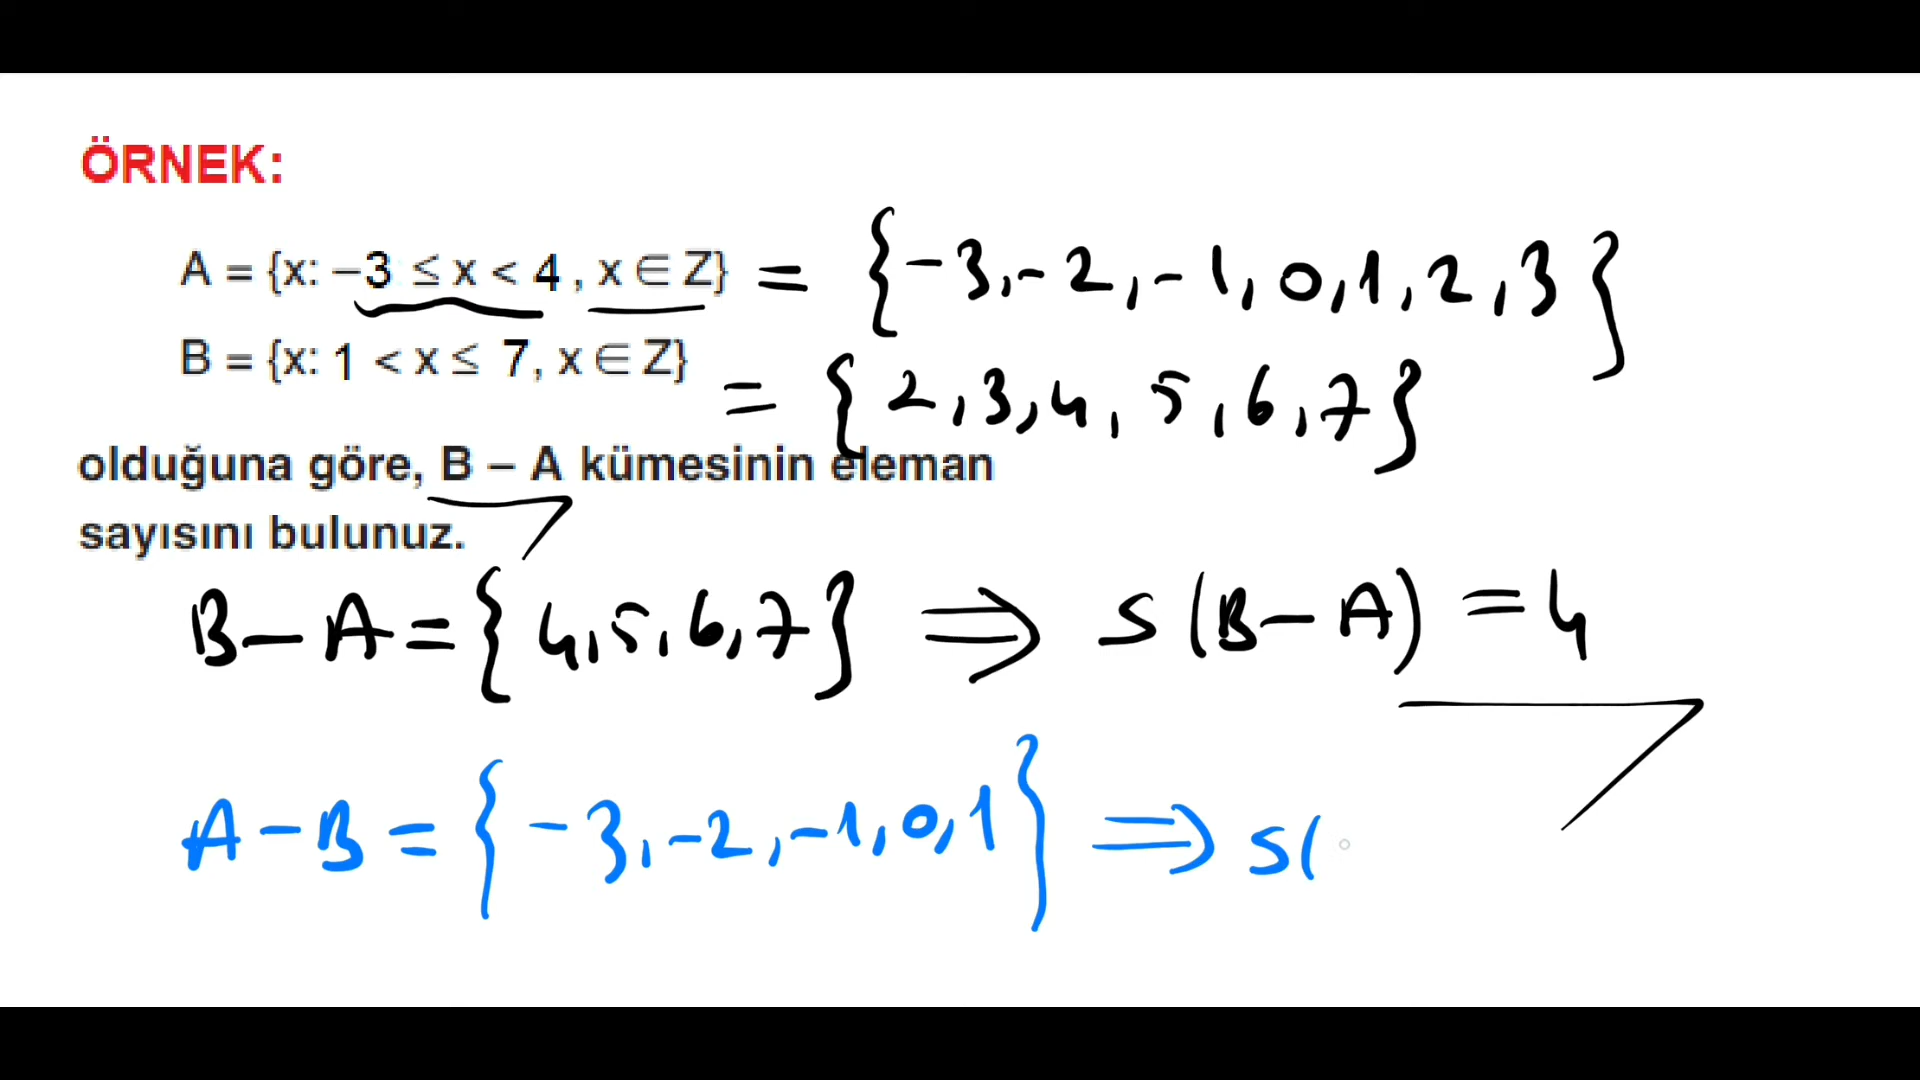 ÖRNEK:
A = {x: −3 ≤ x < 4 , x ∈ Z} = {-3,-2,-1,0,1,2,3}
B = {x: 1 < x ≤ 7, x ∈ Z} = {2,3,4,5,6,7}
olduğuna göre, B – A kümesinin eleman
sayısını bulunuz.
B-A={4,5,6,7} ⇒ s(B-A) =4
A-B={-3,-2,-1,0,1} ⇒ s(